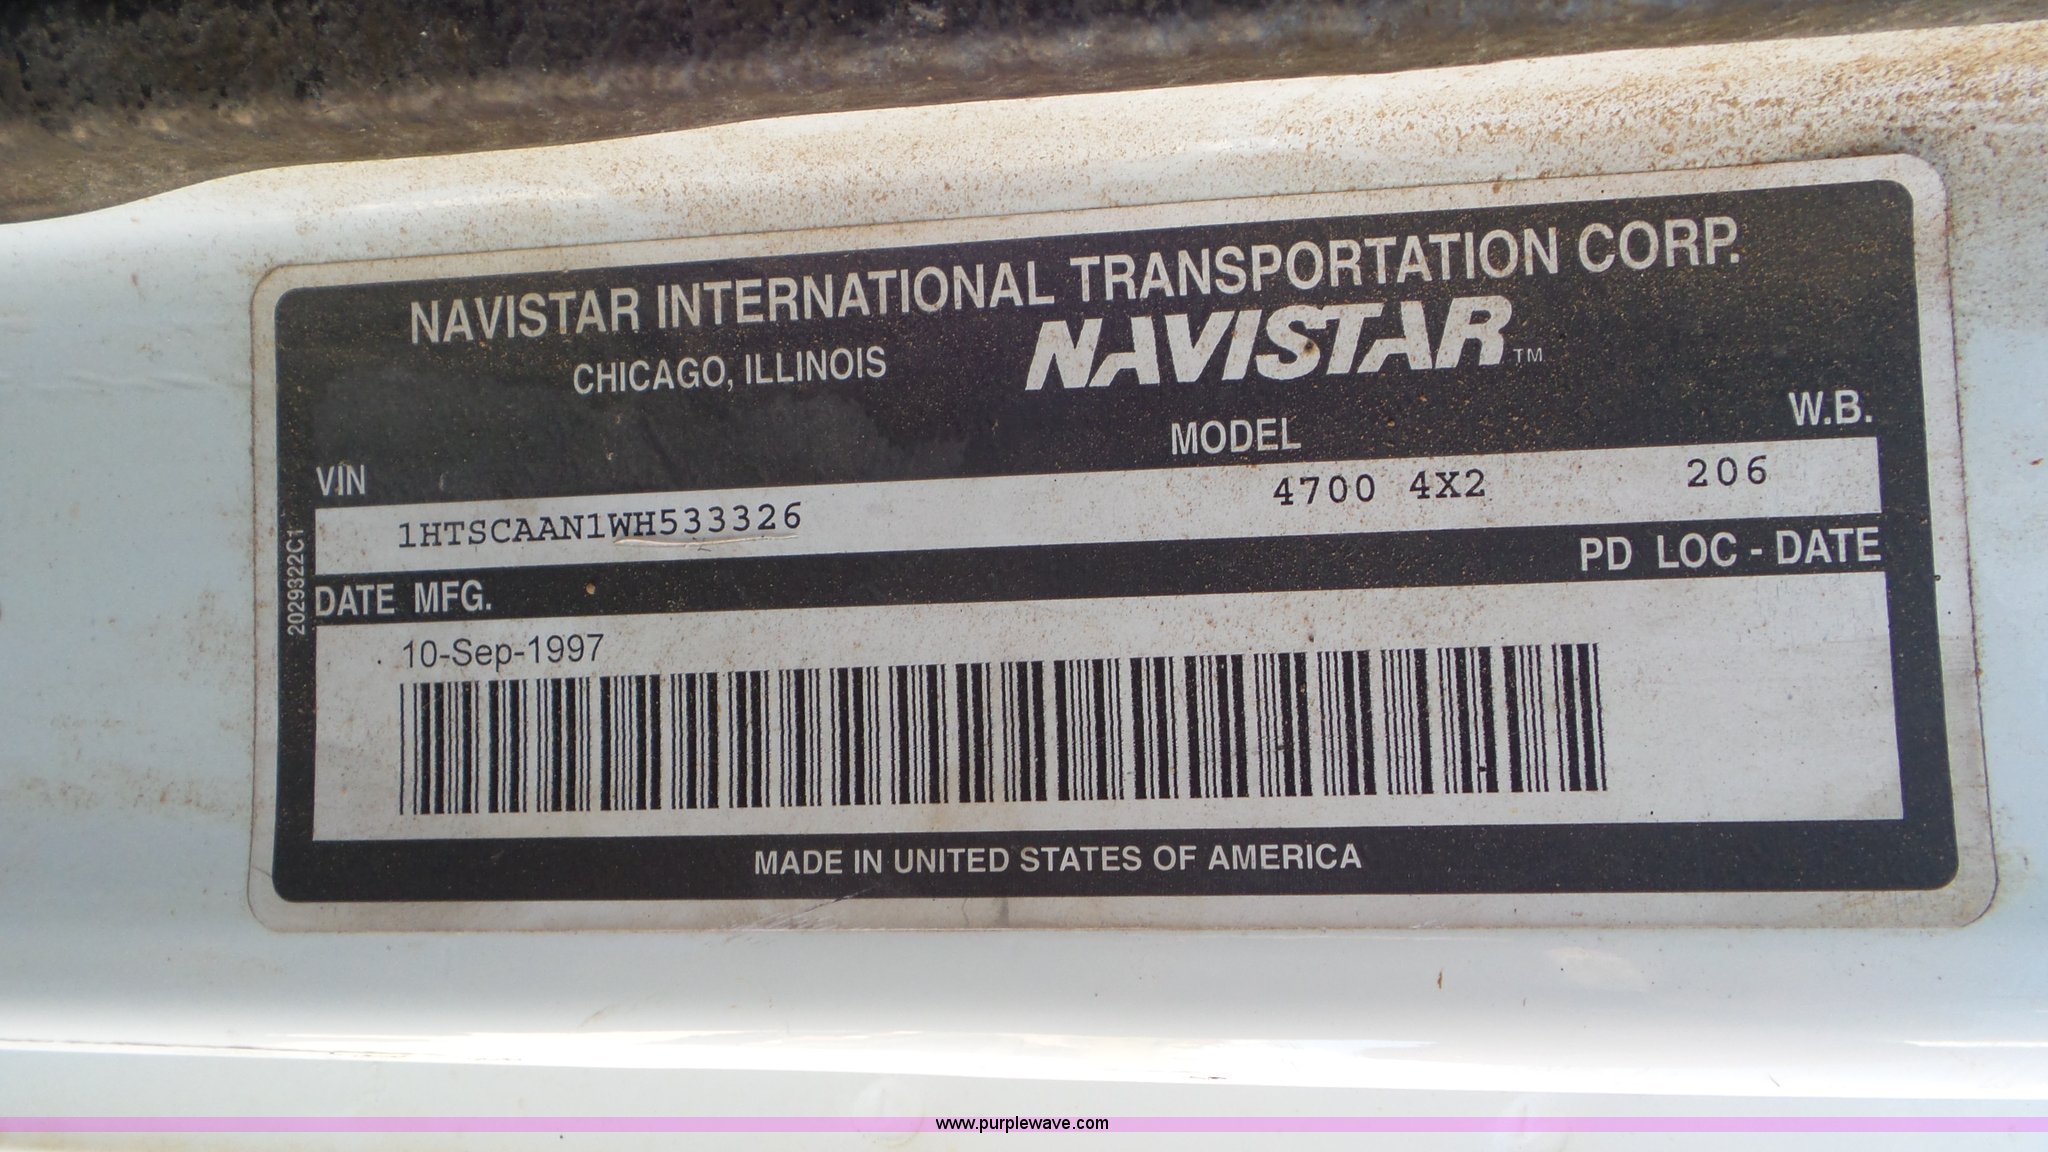 NAVISTAR INTERNATIONAL TRANSPORTATION CORP.
CHICAGO, ILLINOIS NAVISTAR™
VIN MODEL W.B.
1HTSCAAN1WH533326 4700 4X2 206
DATE MFG. PD LOC - DATE
10-Sep-1997
MADE IN UNITED STATES OF AMERICA
2029322C1
www.purplewave.com